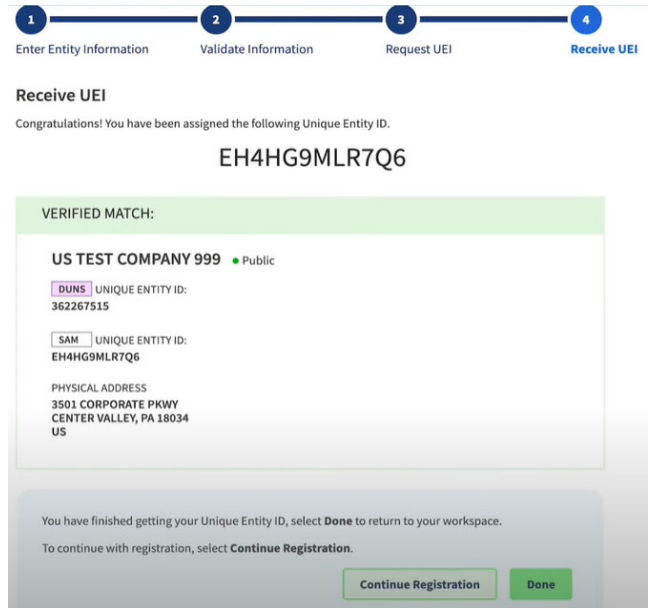 1 2 3 4
Enter Entity Information Validate Information Request UEI Receive UEI
Receive UEI
Congratulations! You have been assigned the following Unique Entity ID.
EH4HG9MLR7Q6
VERIFIED MATCH:
US TEST COMPANY 999 Public
DUNS UNIQUE ENTITY ID:
362267515
SAM UNIQUE ENTITY ID:
EH4HG9MLR7Q6
PHYSICAL ADDRESS
3501 CORPORATE PKWY
CENTER VALLEY, PA 18034
US
You have finished getting your Unique Entity ID, select Done to return to your workspace.
To continue with registration, select Continue Registration.
Continue Registration Done